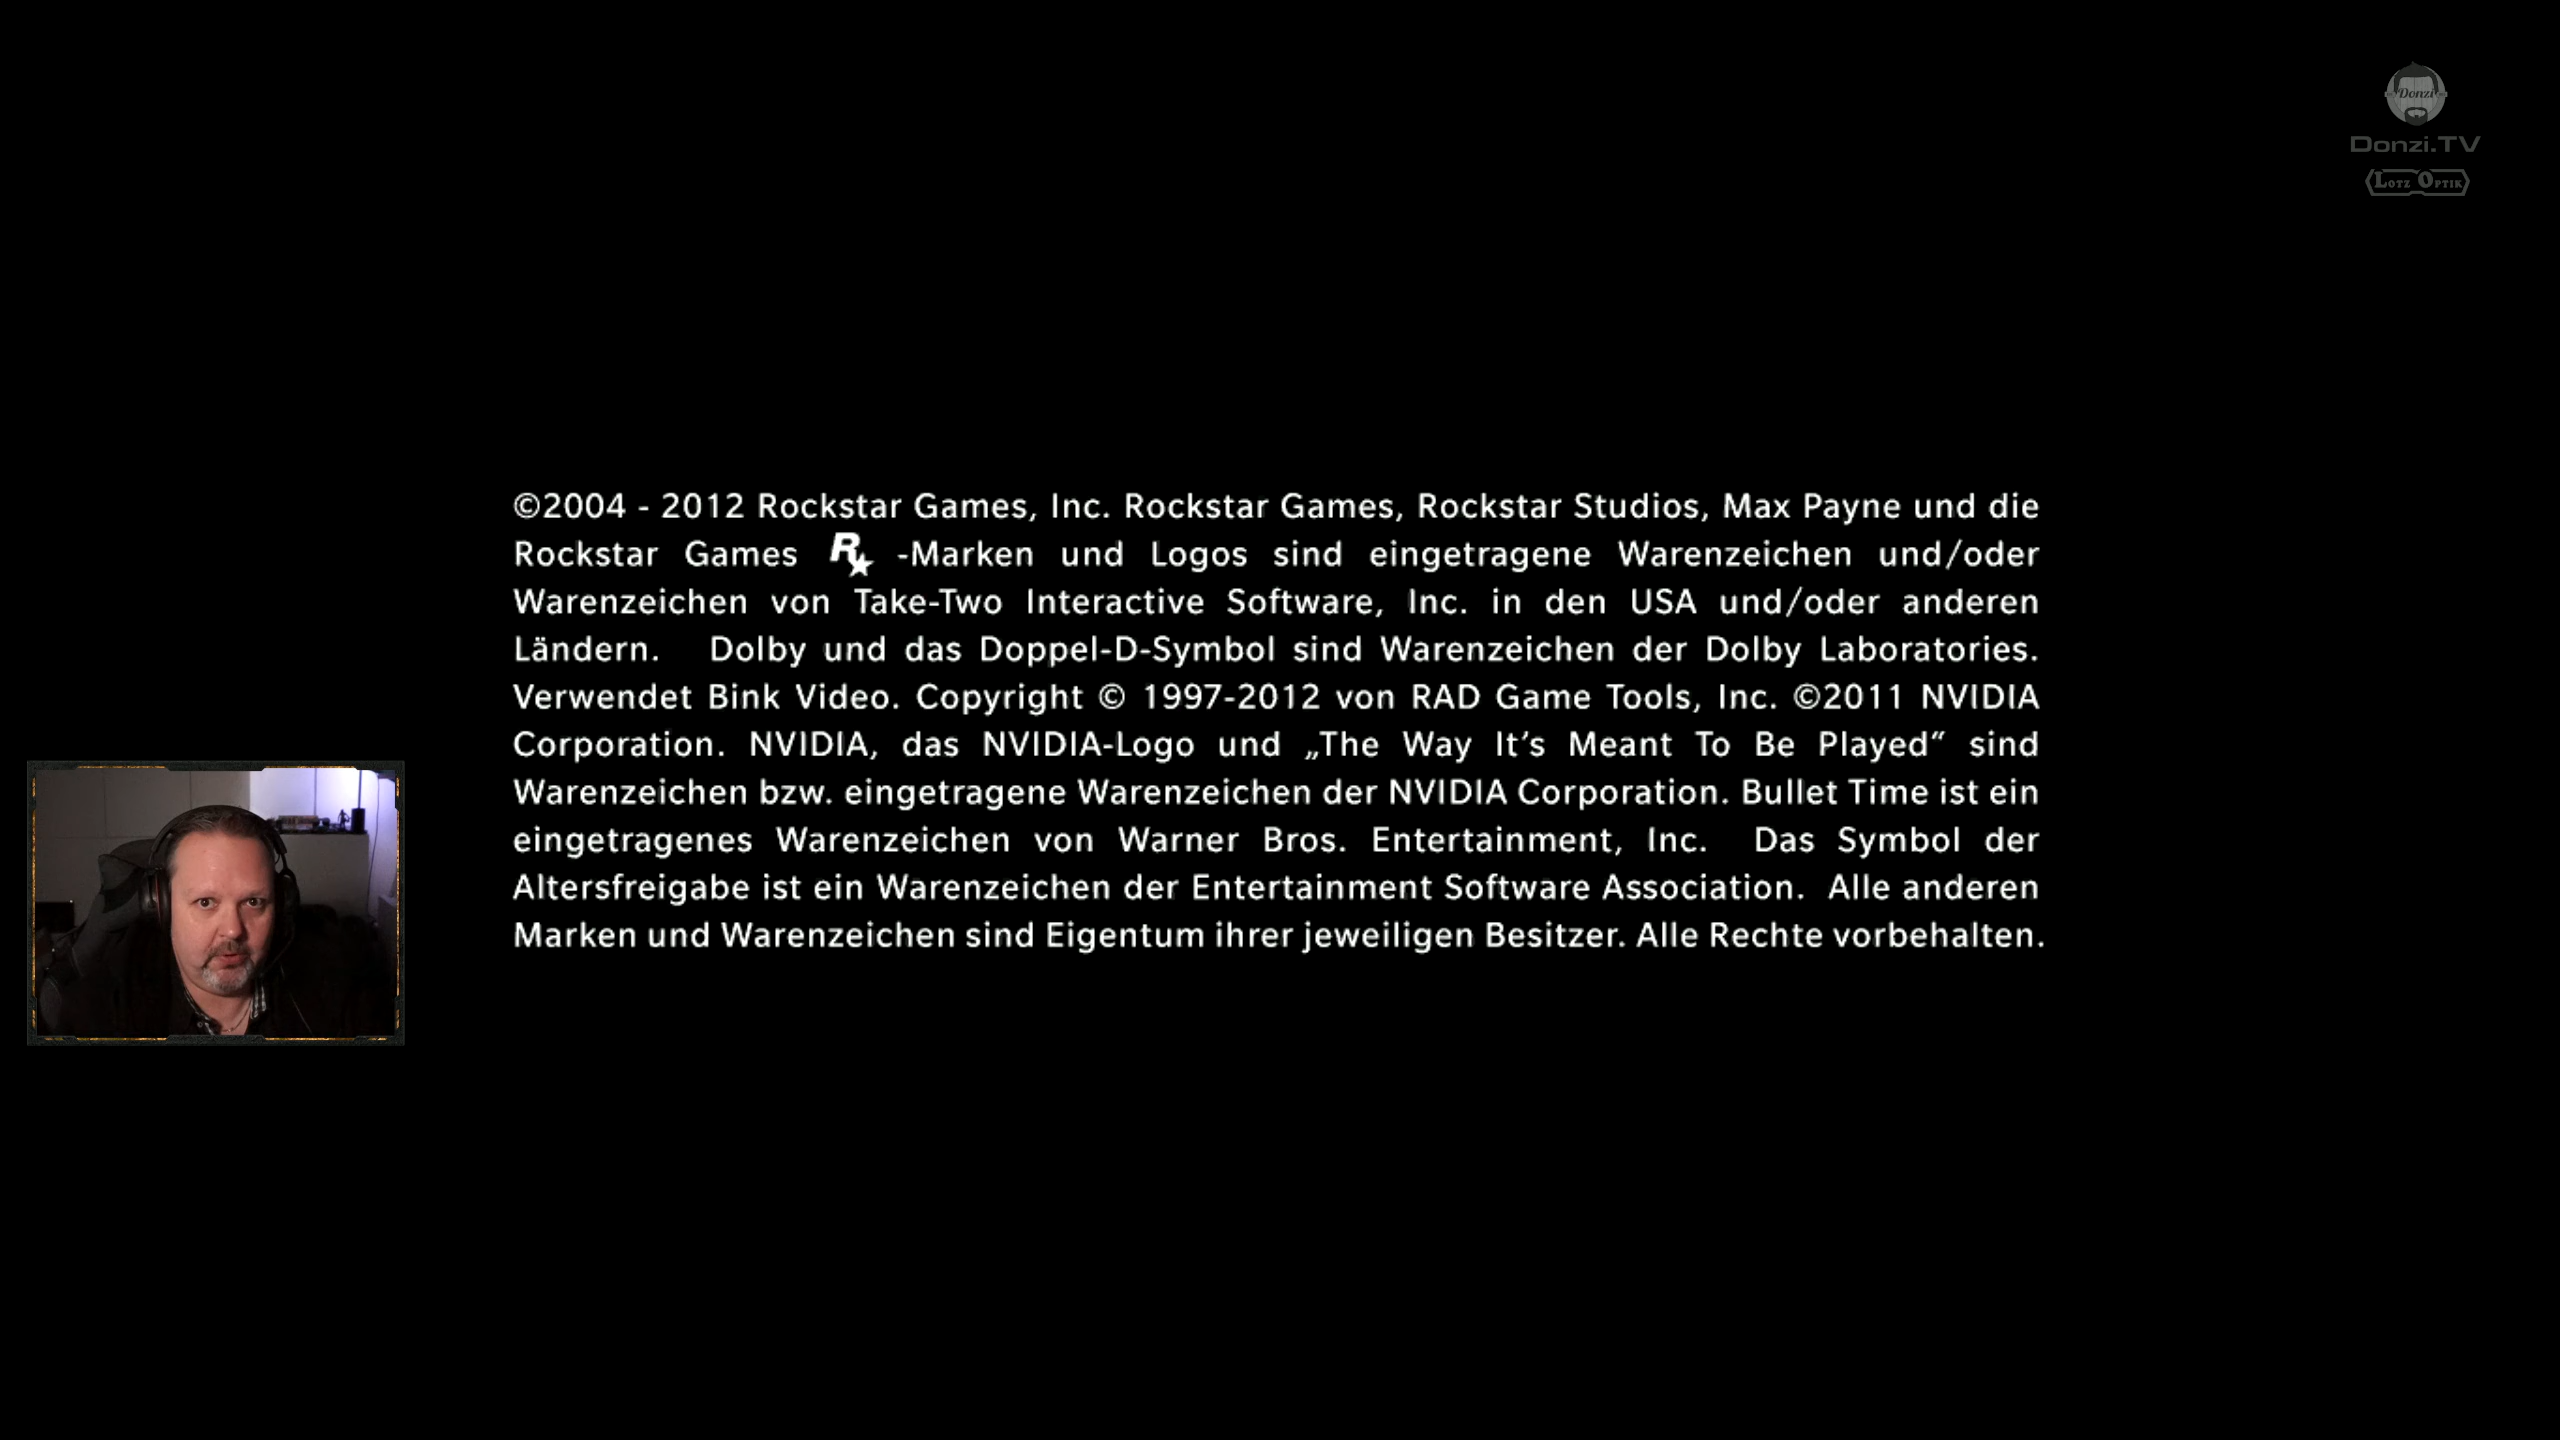 Donzi
Donzi.TV
Lotz Optik
©2004 - 2012 Rockstar Games, Inc. Rockstar Games, Rockstar Studios, Max Payne und die
Rockstar Games R★ -Marken und Logos sind eingetragene Warenzeichen und/oder
Warenzeichen von Take-Two Interactive Software, Inc. in den USA und/oder anderen
Ländern. Dolby und das Doppel-D-Symbol sind Warenzeichen der Dolby Laboratories.
Verwendet Bink Video. Copyright © 1997-2012 von RAD Game Tools, Inc. ©2011 NVIDIA
Corporation. NVIDIA, das NVIDIA-Logo und „The Way It’s Meant To Be Played“ sind
Warenzeichen bzw. eingetragene Warenzeichen der NVIDIA Corporation. Bullet Time ist ein
eingetragenes Warenzeichen von Warner Bros. Entertainment, Inc. Das Symbol der
Altersfreigabe ist ein Warenzeichen der Entertainment Software Association. Alle anderen
Marken und Warenzeichen sind Eigentum ihrer jeweiligen Besitzer. Alle Rechte vorbehalten.